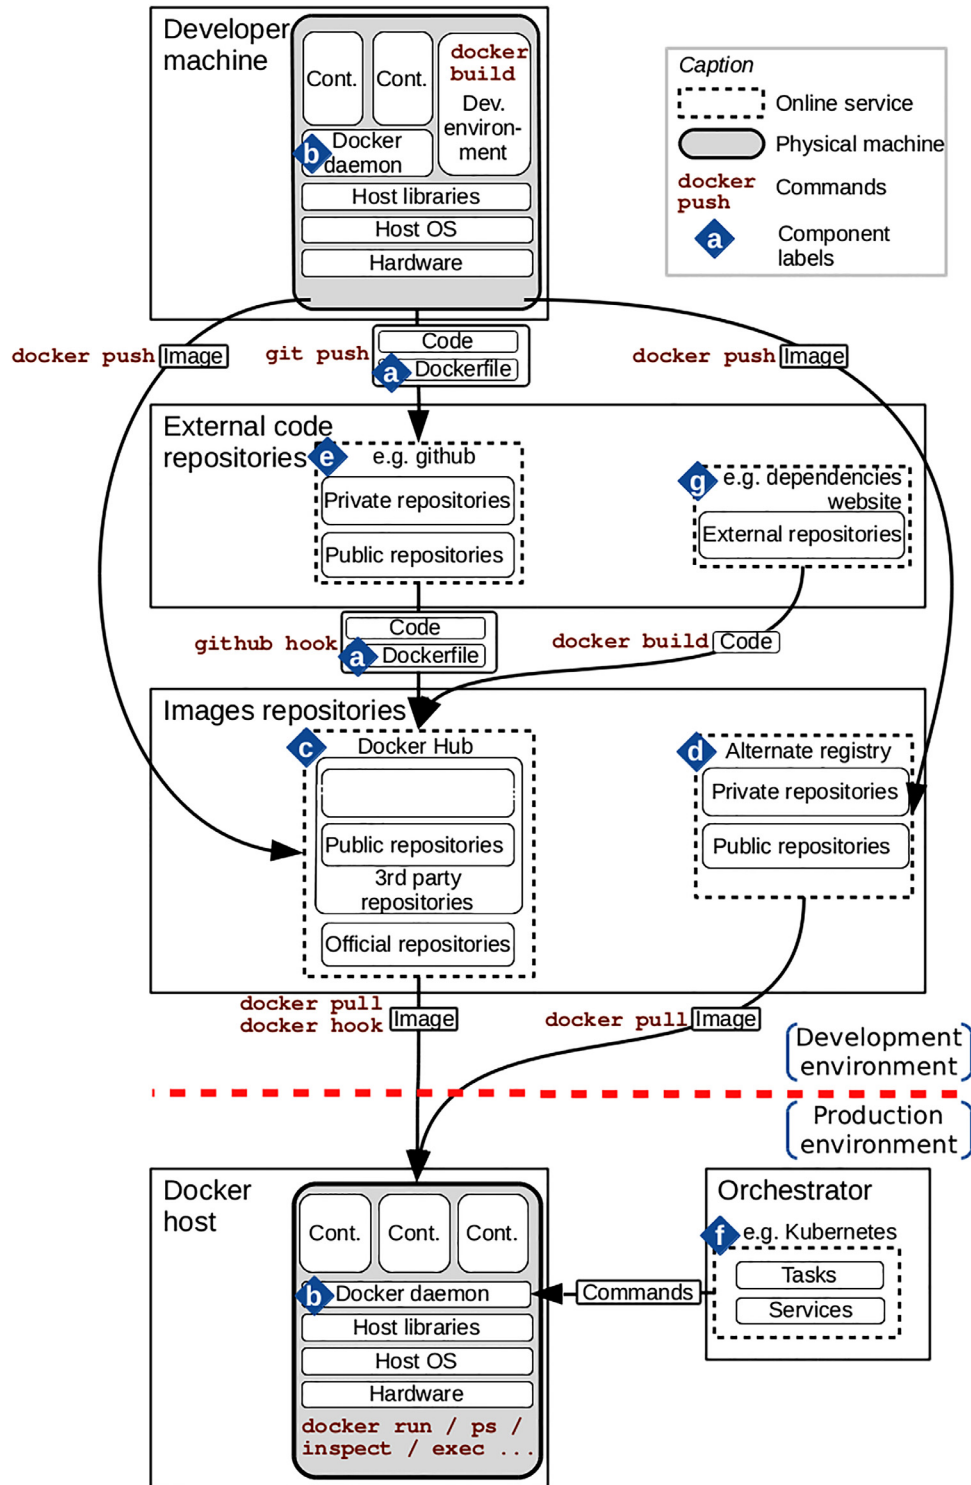 Developer
machine
Cont.
Cont.
docker
build
Dev.
environ-
ment
b
Docker
daemon
Host libraries
Host OS
Hardware
Caption
Online service
Physical machine
docker
push
Commands
a
Component
labels
docker push
Image
git push
Code
a
Dockerfile
docker push
Image
External code
repositories
e
e.g. github
Private repositories
Public repositories
g
e.g. dependencies
website
External repositories
github hook
Code
a
Dockerfile
docker build
Code
Images repositories
c
Docker Hub
Public repositories
3rd party
repositories
Official repositories
d
Alternate registry
Private repositories
Public repositories
docker pull
docker hook
Image
docker pull
Image
Development
environment
Production
environment
Docker
host
Cont.
Cont.
Cont.
b
Docker daemon
Host libraries
Host OS
Hardware
docker run / ps /
inspect / exec ...
Commands
Orchestrator
f
e.g. Kubernetes
Tasks
Services